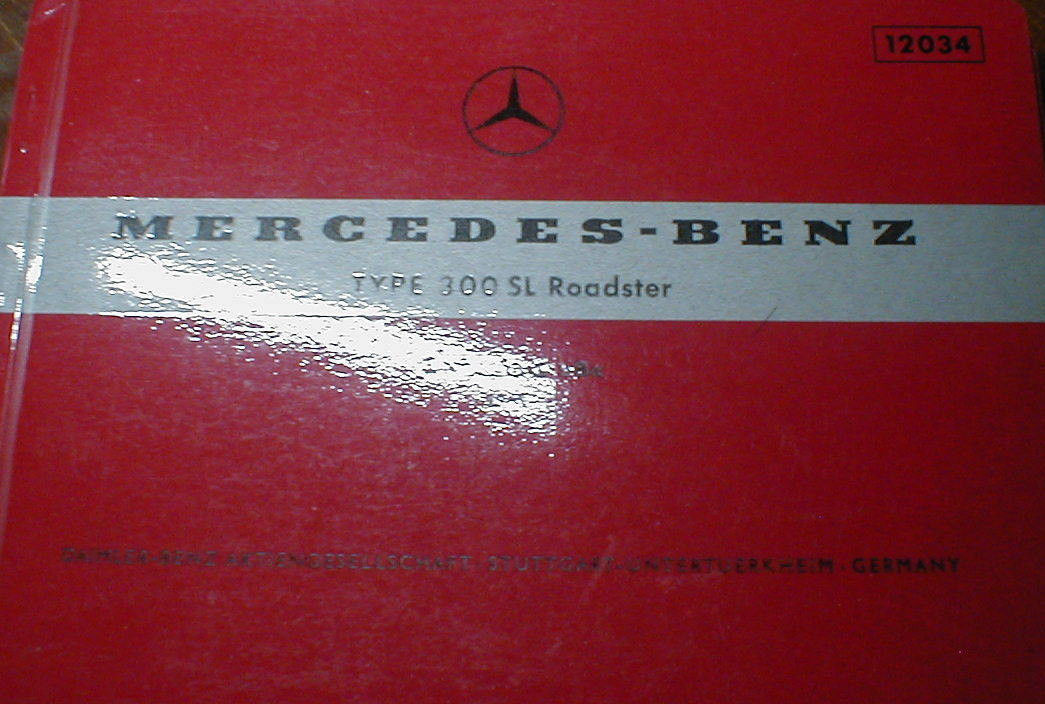 12034
MERCEDES-BENZ
TYPE 300 SL Roadster
DAIMLER-BENZ AKTIENGESELLSCHAFT · STUTTGART-UNTERTUERKHEIM · GERMANY